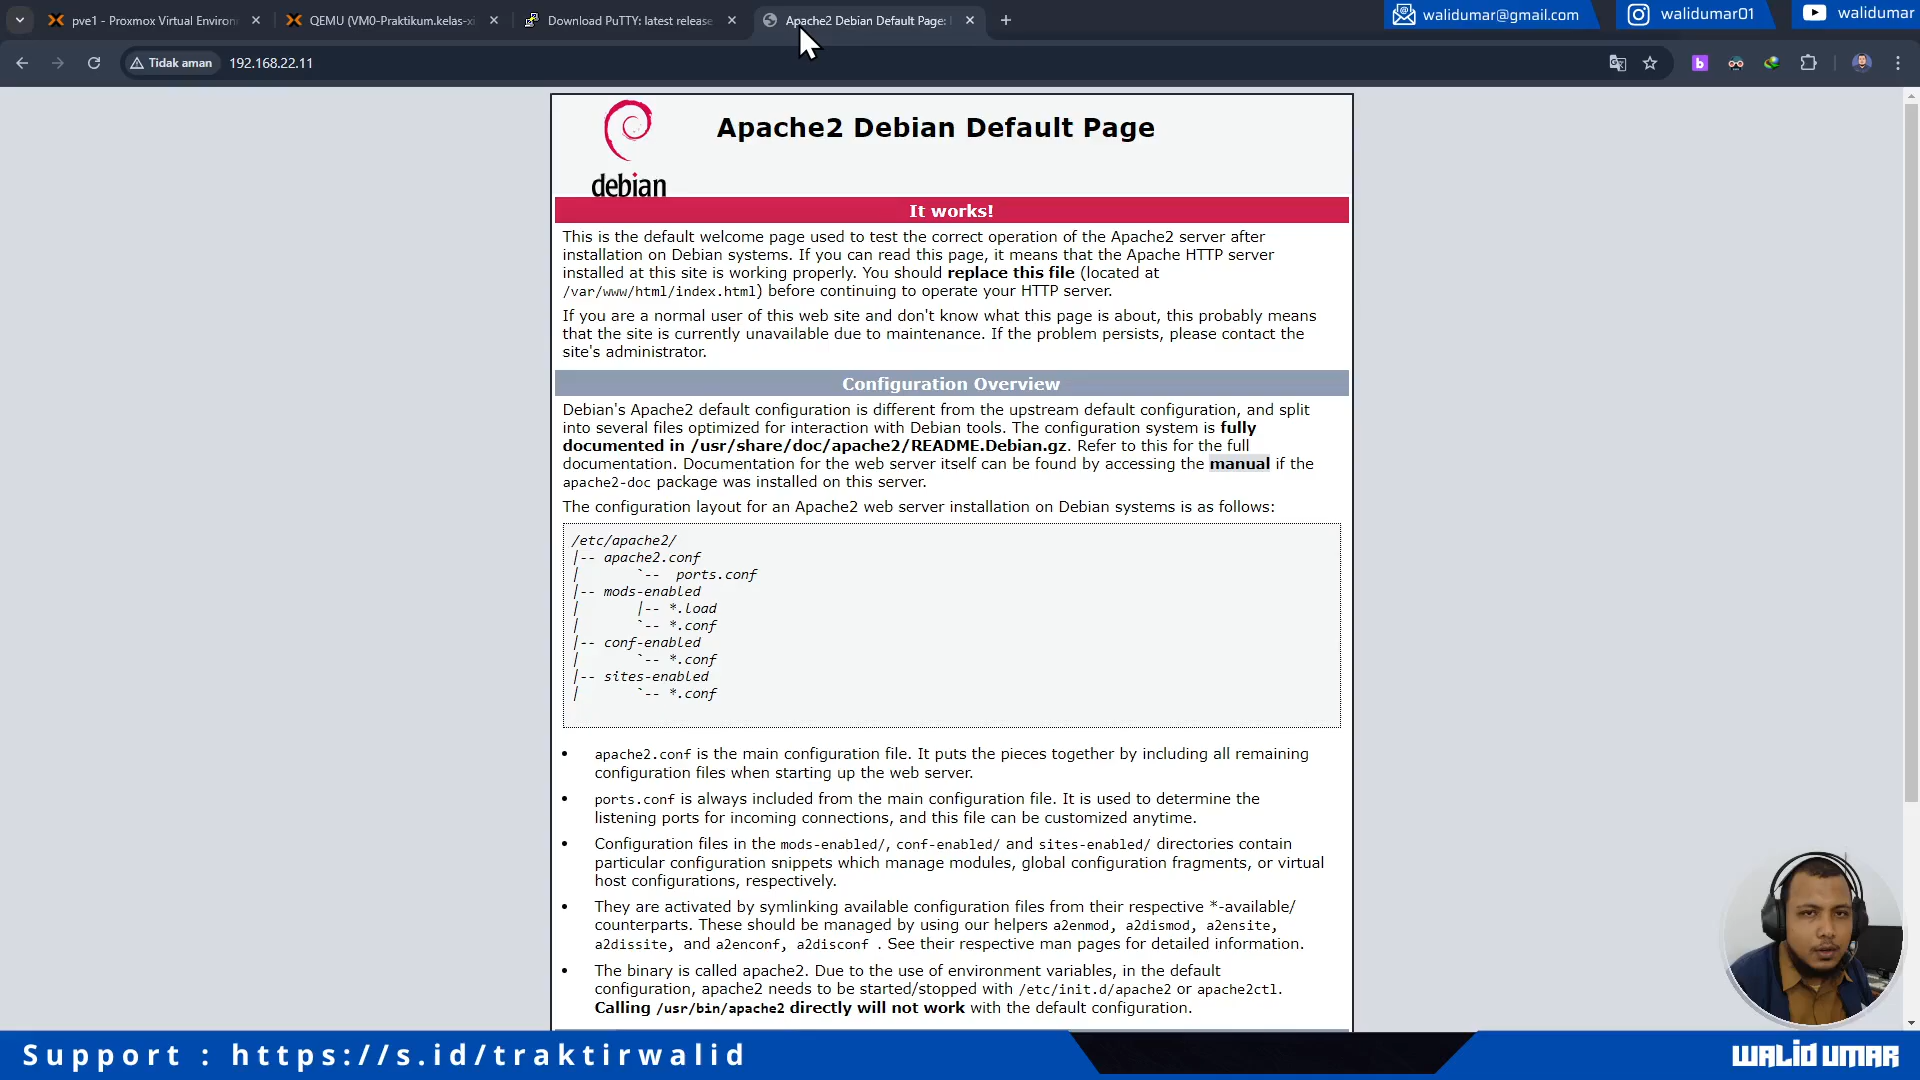 pve1 - Proxmox Virtual Environ
QEMU (VM0-Praktikum.kelas-xi
Download PuTTY: latest release
Apache2 Debian Default Page:
walidumar@gmail.com
walidumar01
walidumar
Tidak aman
192.168.22.11
debian
Apache2 Debian Default Page
It works!
This is the default welcome page used to test the correct operation of the Apache2 server after
installation on Debian systems. If you can read this page, it means that the Apache HTTP server
installed at this site is working properly. You should replace this file (located at
/var/www/html/index.html) before continuing to operate your HTTP server.
If you are a normal user of this web site and don't know what this page is about, this probably means
that the site is currently unavailable due to maintenance. If the problem persists, please contact the
site's administrator.
Configuration Overview
Debian's Apache2 default configuration is different from the upstream default configuration, and split
into several files optimized for interaction with Debian tools. The configuration system is fully
documented in /usr/share/doc/apache2/README.Debian.gz. Refer to this for the full
documentation. Documentation for the web server itself can be found by accessing the manual if the
apache2-doc package was installed on this server.
The configuration layout for an Apache2 web server installation on Debian systems is as follows:
/etc/apache2/
|-- apache2.conf
|       `--  ports.conf
|-- mods-enabled
|       |-- *.load
|       `-- *.conf
|-- conf-enabled
|       `-- *.conf
|-- sites-enabled
|       `-- *.conf
• apache2.conf is the main configuration file. It puts the pieces together by including all remaining
configuration files when starting up the web server.
• ports.conf is always included from the main configuration file. It is used to determine the
listening ports for incoming connections, and this file can be customized anytime.
• Configuration files in the mods-enabled/, conf-enabled/ and sites-enabled/ directories contain
particular configuration snippets which manage modules, global configuration fragments, or virtual
host configurations, respectively.
• They are activated by symlinking available configuration files from their respective *-available/
counterparts. These should be managed by using our helpers a2enmod, a2dismod, a2ensite,
a2dissite, and a2enconf, a2disconf . See their respective man pages for detailed information.
• The binary is called apache2. Due to the use of environment variables, in the default
configuration, apache2 needs to be started/stopped with /etc/init.d/apache2 or apache2ctl.
Calling /usr/bin/apache2 directly will not work with the default configuration.
Support : https://s.id/traktirwalid
WALID UMAR